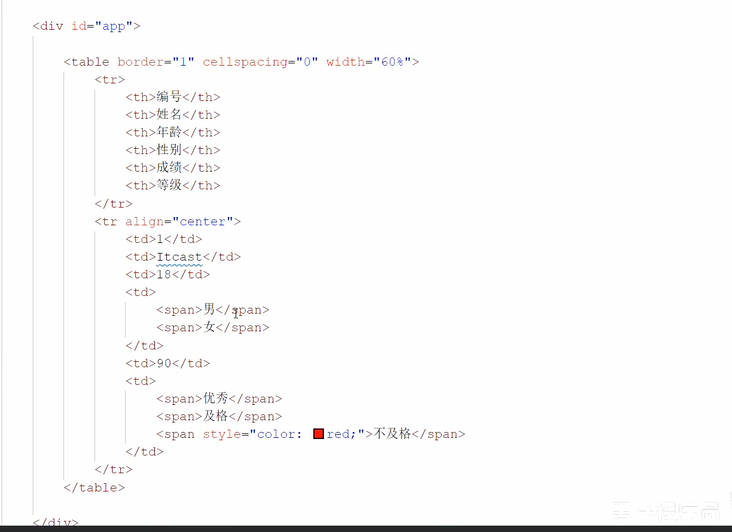 <div id="app">
<table border="1" cellspacing="0" width="60%">
<tr>
<th>编号</th>
<th>姓名</th>
<th>年龄</th>
<th>性别</th>
<th>成绩</th>
<th>等级</th>
</tr>
<tr align="center">
<td>1</td>
<td>Itcast</td>
<td>18</td>
<td>
<span>男</span>
<span>女</span>
</td>
<td>90</td>
<td>
<span>优秀</span>
<span>及格</span>
<span style="color: red;">不及格</span>
</td>
</tr>
</table>
</div>